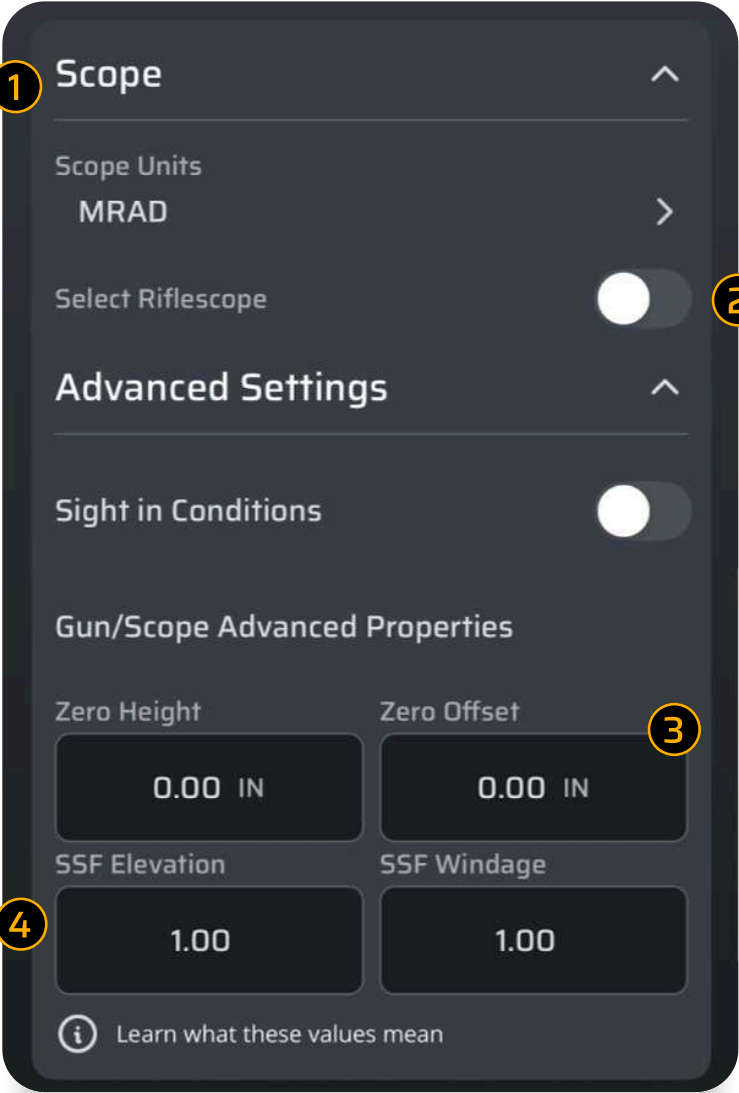 1 Scope
Scope Units
MRAD
Select Riflescope 2
Advanced Settings
Sight in Conditions
Gun/Scope Advanced Properties
Zero Height Zero Offset 3
0.00 IN 0.00 IN
SSF Elevation SSF Windage
4 1.00 1.00
i Learn what these values mean